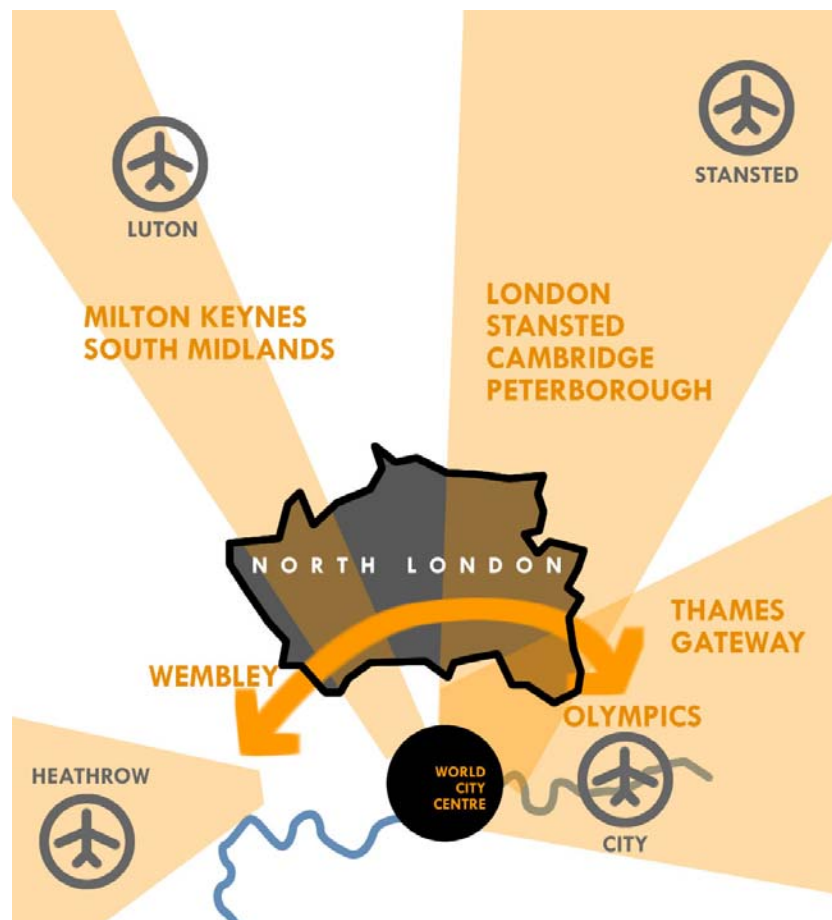 STANSTED
LUTON
MILTON KEYNES
SOUTH MIDLANDS
LONDON
STANSTED
CAMBRIDGE
PETERBOROUGH
NORTH LONDON
THAMES
GATEWAY
WEMBLEY
OLYMPICS
HEATHROW
WORLD
CITY
CENTRE
CITY